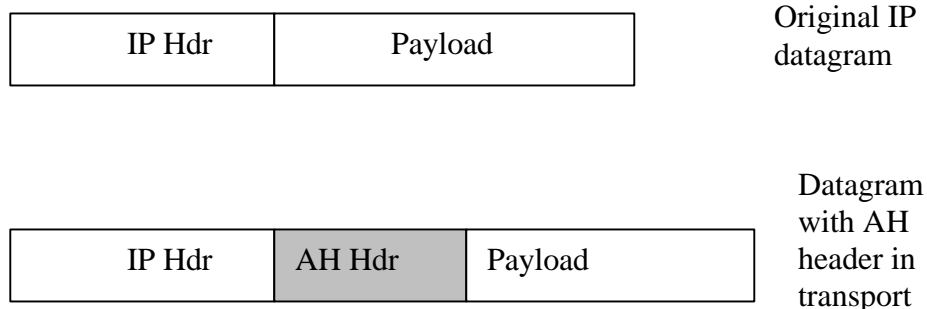 IP Hdr Payload
Original IP
datagram
IP Hdr AH Hdr Payload
Datagram
with AH
header in
transport